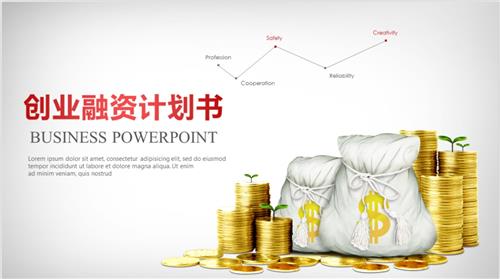 Safety
Creativity
Profession
Cooperation
Reliability
创业融资计划书
BUSINESS POWERPOINT
Lorem ipsum dolor sit amet, consectetur adipisicing elit, sed do eiusmod
tempor incididunt ut labore et dolore magna aliqua. Ut enim
ad minim veniam, quis nostrud
$
$